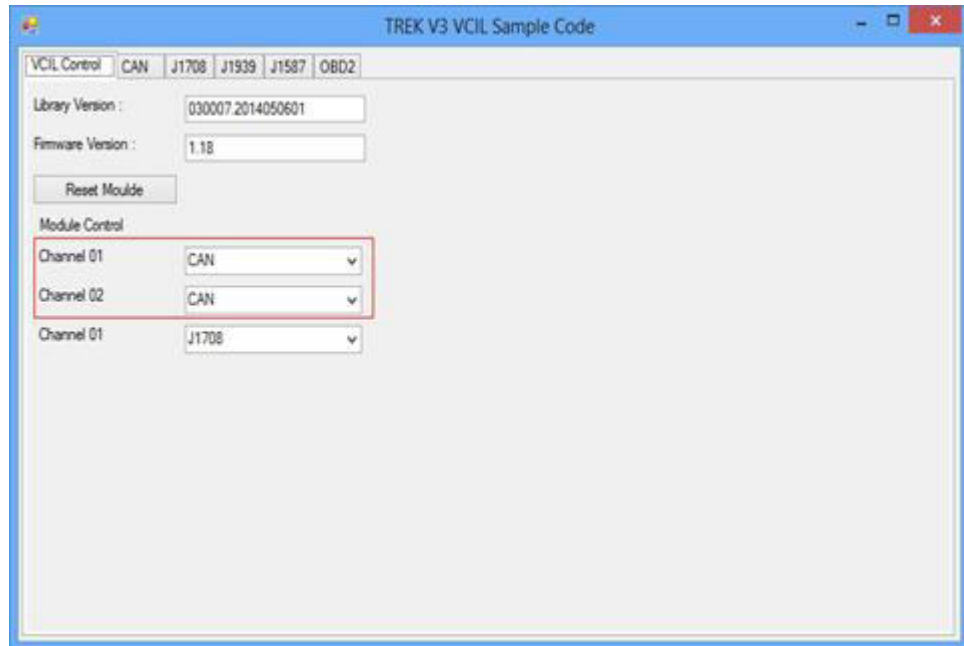 TREK V3 VCIL Sample Code
VCIL Control CAN J1708 J1939 J1587 OBD2
Library Version : 030007.2014050601
Firmware Version : 1.18
Reset Moulde
Module Control
Channel 01 CAN
Channel 02 CAN
Channel 01 J1708